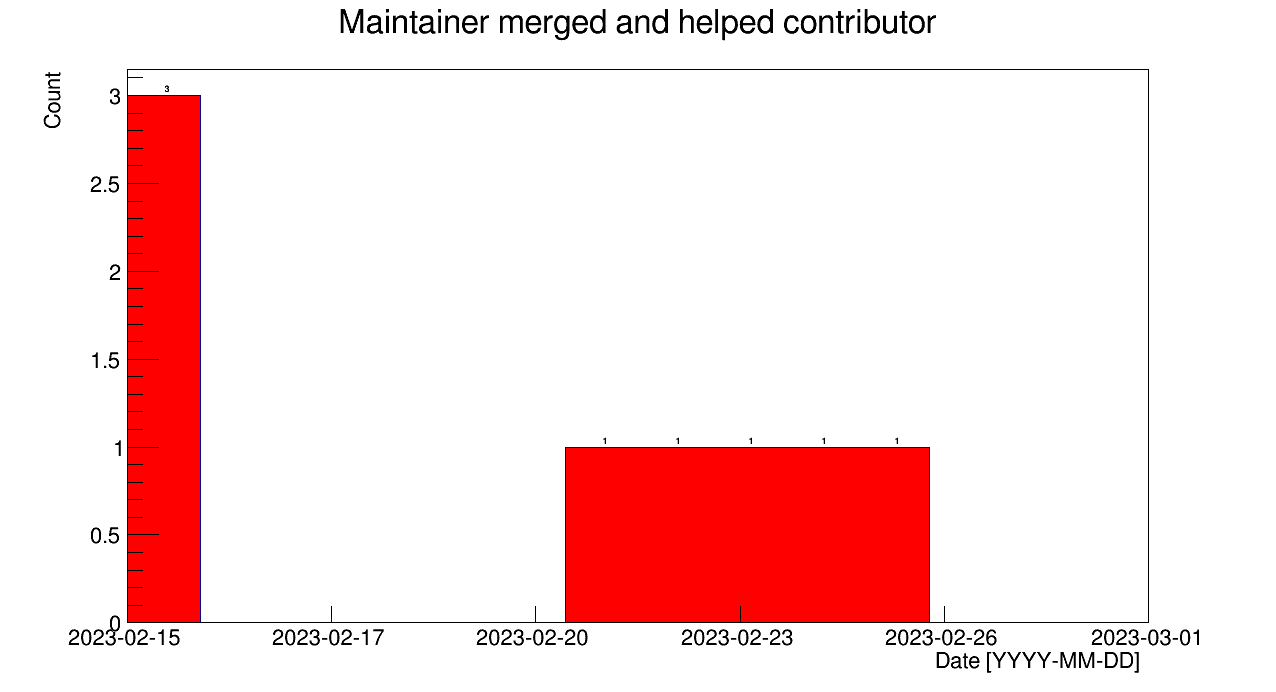 Maintainer merged and helped contributor
Count
3
2.5
2
1.5
1
0.5
0
3
1 1 1 1 1
2023-02-15 2023-02-17 2023-02-20 2023-02-23 2023-02-26 2023-03-01
Date [YYYY-MM-DD]